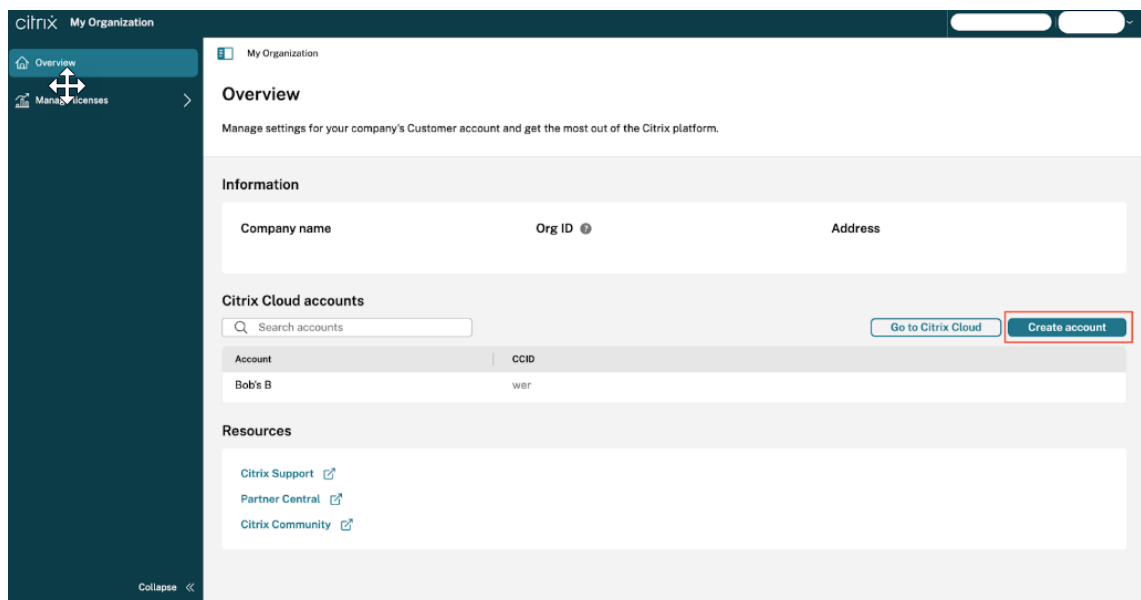 citrix My Organization
Overview
Manage licenses
My Organization
Overview
Manage settings for your company's Customer account and get the most out of the Citrix platform.
Information
Company name Org ID Address
Citrix Cloud accounts
Search accounts Go to Citrix Cloud Create account
Account CCID
Bob's B wer
Resources
Citrix Support
Partner Central
Citrix Community
Collapse